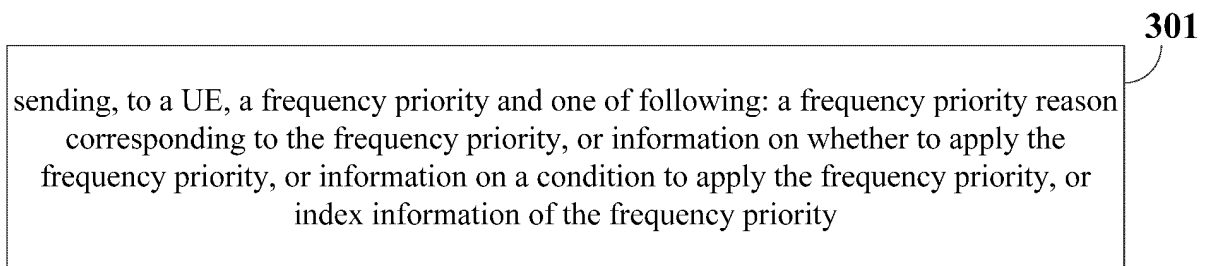 301
sending, to a UE, a frequency priority and one of following: a frequency priority reason
corresponding to the frequency priority, or information on whether to apply the
frequency priority, or information on a condition to apply the frequency priority, or
index information of the frequency priority